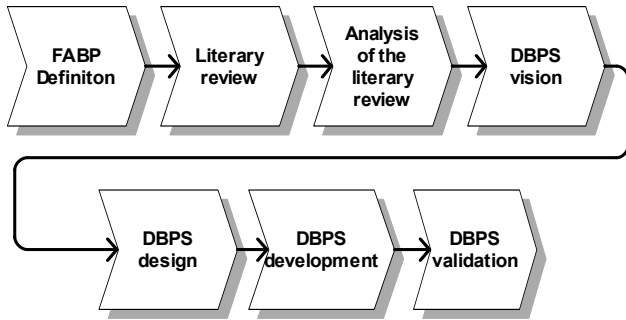 FABP
Definiton
Literary
review
Analysis
of the
literary
review
DBPS
vision
DBPS
design
DBPS
development
DBPS
validation